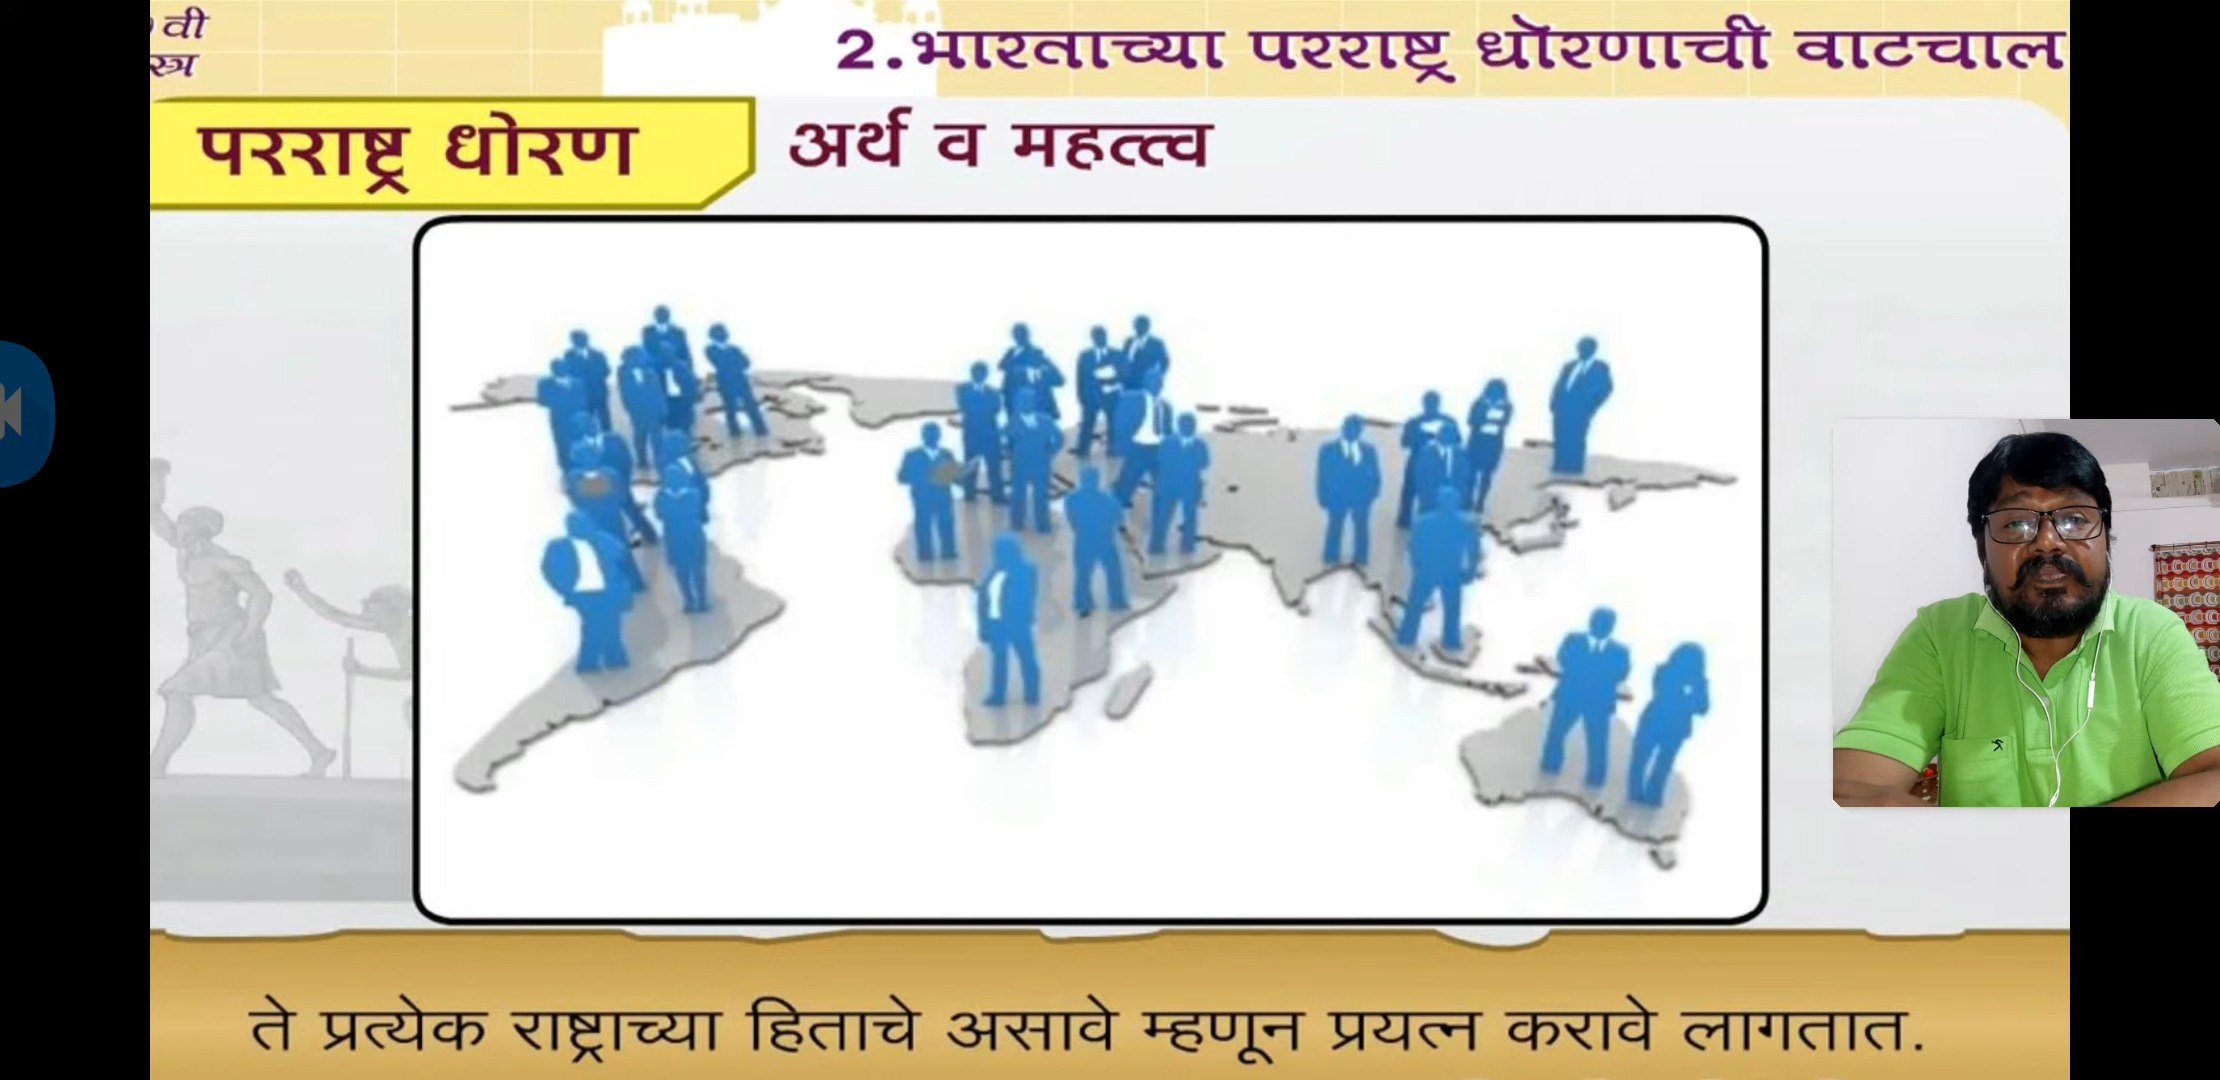 वी
2.भारताच्या परराष्ट्र धोरणाची वाटचाल
परराष्ट्र धोरण
अर्थ व महत्त्व
ते प्रत्येक राष्ट्राच्या हिताचे असावे म्हणून प्रयत्न करावे लागतात.